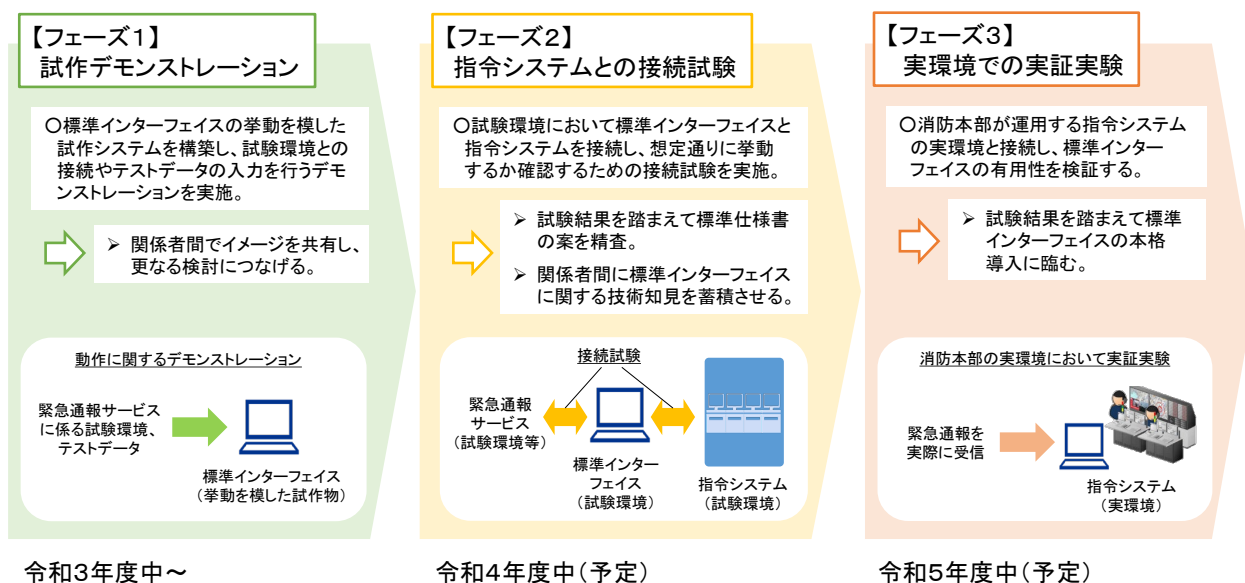 【フェーズ1】
試作デモンストレーション
○標準インターフェイスの挙動を模した
試作システムを構築し、試験環境との
接続やテストデータの入力を行うデモ
ンストレーションを実施。
➢ 関係者間でイメージを共有し、
更なる検討につなげる。
動作に関するデモンストレーション
緊急通報サービス
に係る試験環境、
テストデータ
標準インターフェイス
（挙動を模した試作物）
令和3年度中～
【フェーズ2】
指令システムとの接続試験
○試験環境において標準インターフェイスと
指令システムを接続し、想定通りに挙動
するか確認するための接続試験を実施。
➢ 試験結果を踏まえて標準仕様書
の案を精査。
➢ 関係者間に標準インターフェイス
に関する技術知見を蓄積させる。
接続試験
緊急通報
サービス
（試験環境等）
標準インター
フェイス
（試験環境）
指令システム
（試験環境）
令和4年度中（予定）
【フェーズ3】
実環境での実証実験
○消防本部が運用する指令システム
の実環境と接続し、標準インター
フェイスの有用性を検証する。
➢ 試験結果を踏まえて標準
インターフェイスの本格
導入に臨む。
消防本部の実環境において実証実験
緊急通報を
実際に受信
指令システム
（実環境）
令和5年度中（予定）